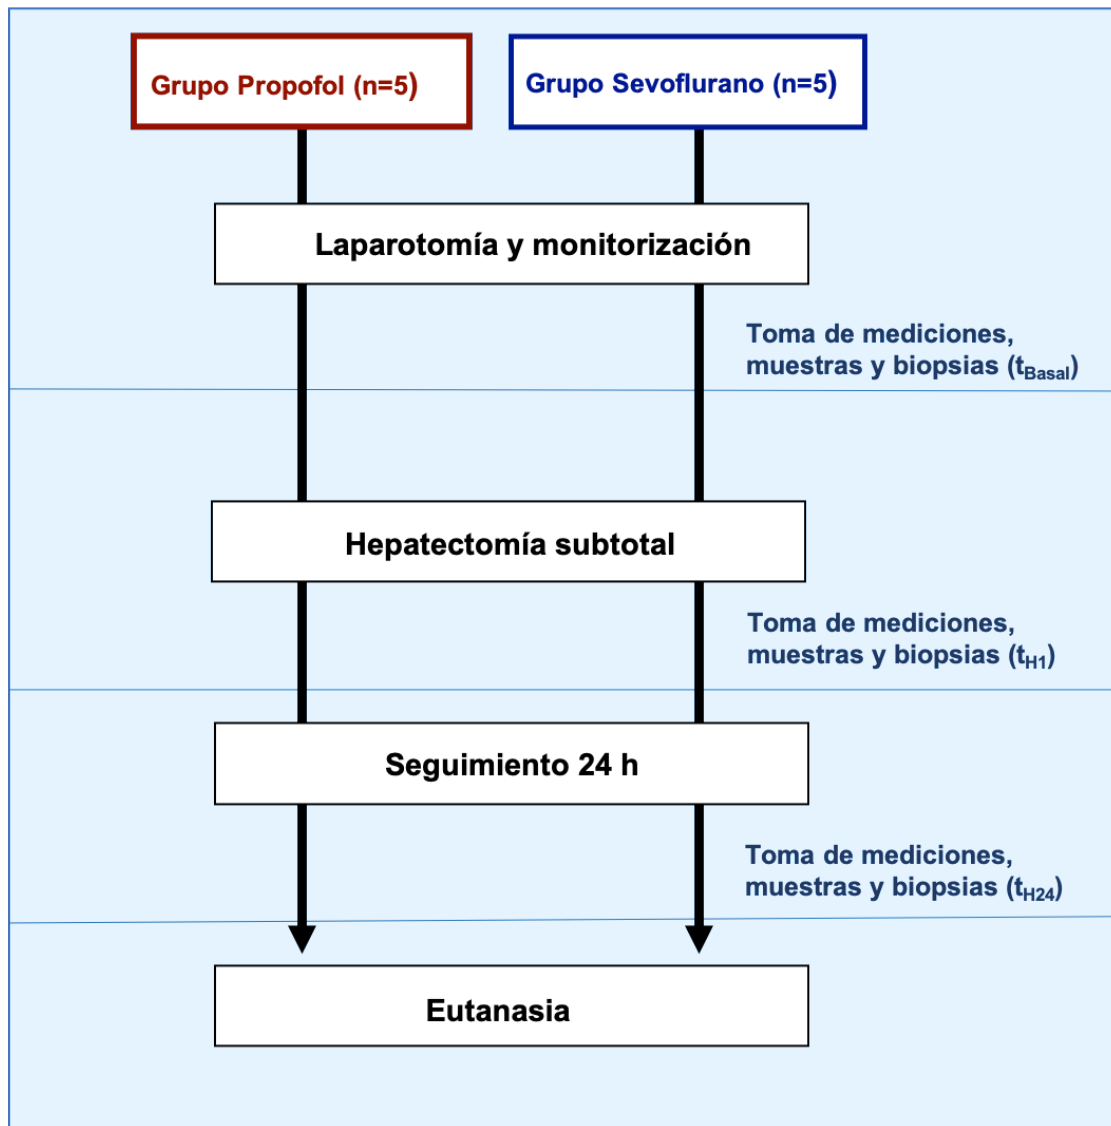 Grupo Propofol (n=5)
Grupo Sevoflurano (n=5)
Laparotomía y monitorización
Toma de mediciones,
muestras y biopsias (tBasal)
Hepatectomía subtotal
Toma de mediciones,
muestras y biopsias (tH1)
Seguimiento 24 h
Toma de mediciones,
muestras y biopsias (tH24)
Eutanasia